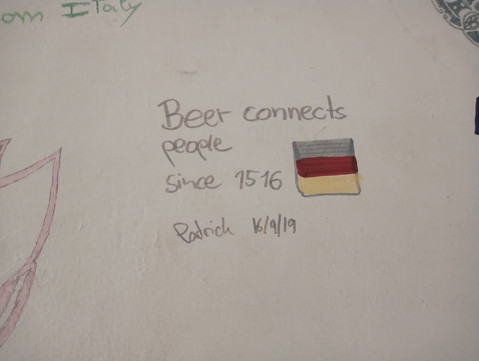 om Italy
Beer connects
people
since 1516
Patrick 16/9/19